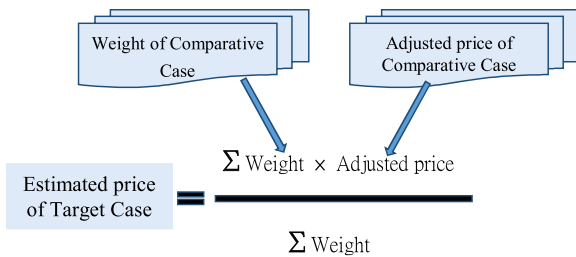 Weight of Comparative
Case
Adjusted price of
Comparative Case
∑ Weight × Adjusted price
Estimated price
of Target Case
=
∑ Weight